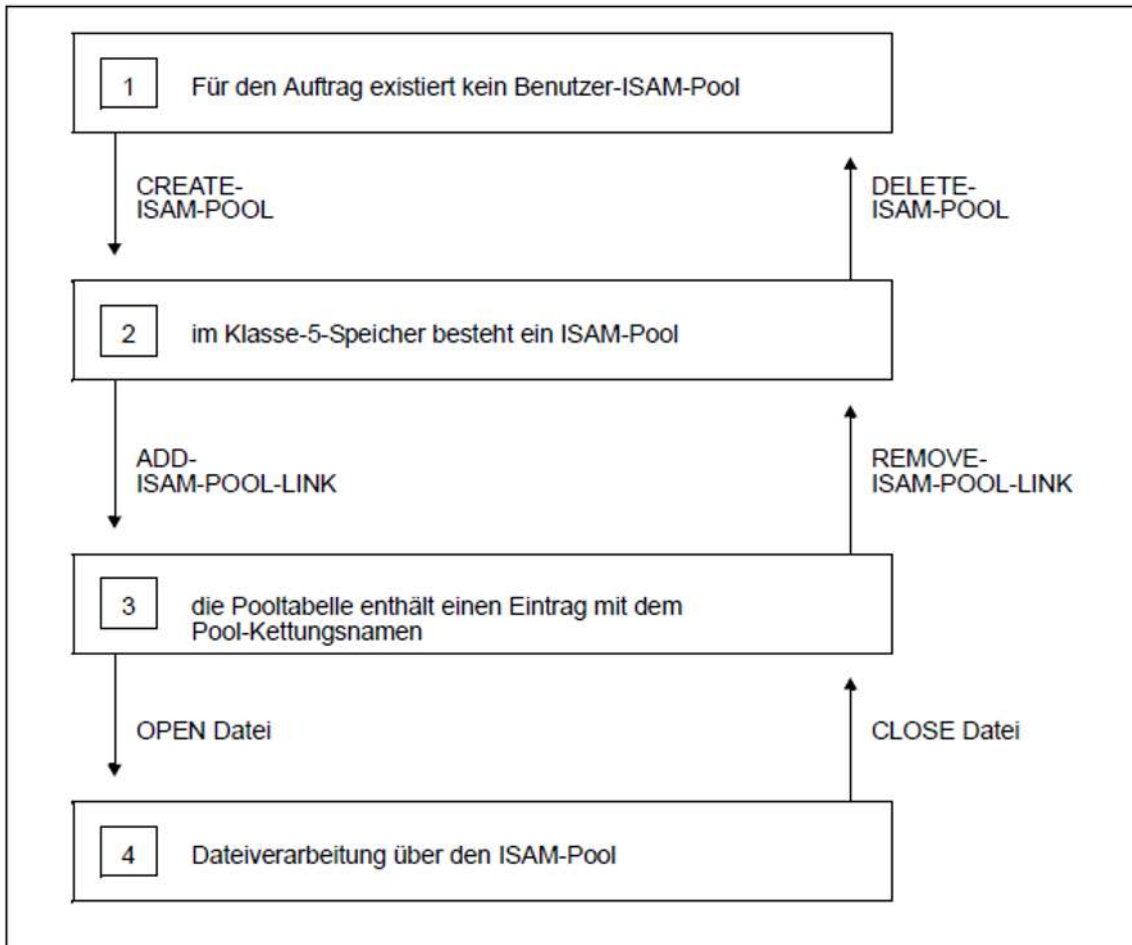 1 Für den Auftrag existiert kein Benutzer-ISAM-Pool
CREATE-
ISAM-POOL
DELETE-
ISAM-POOL
2 im Klasse-5-Speicher besteht ein ISAM-Pool
ADD-
ISAM-POOL-LINK
REMOVE-
ISAM-POOL-LINK
3 die Pooltabelle enthält einen Eintrag mit dem
Pool-Kettungsnamen
OPEN Datei
CLOSE Datei
4 Dateiverarbeitung über den ISAM-Pool